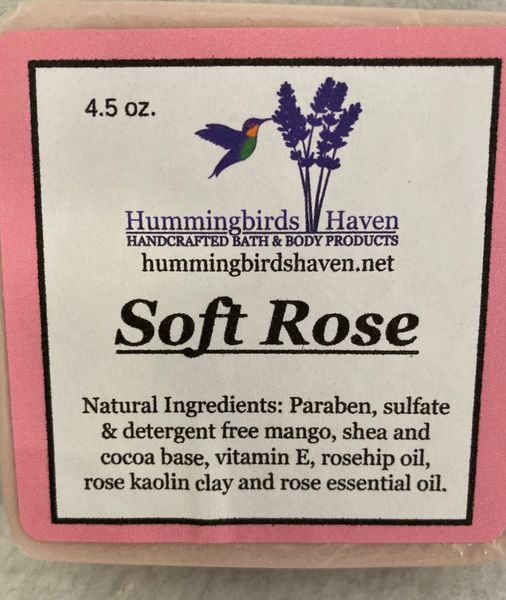 4.5 oz.
Hummingbirds Haven
HANDCRAFTED BATH & BODY PRODUCTS
hummingbirdshaven.net
Soft Rose
Natural Ingredients: Paraben, sulfate
& detergent free mango, shea and
cocoa base, vitamin E, rosehip oil,
rose kaolin clay and rose essential oil.